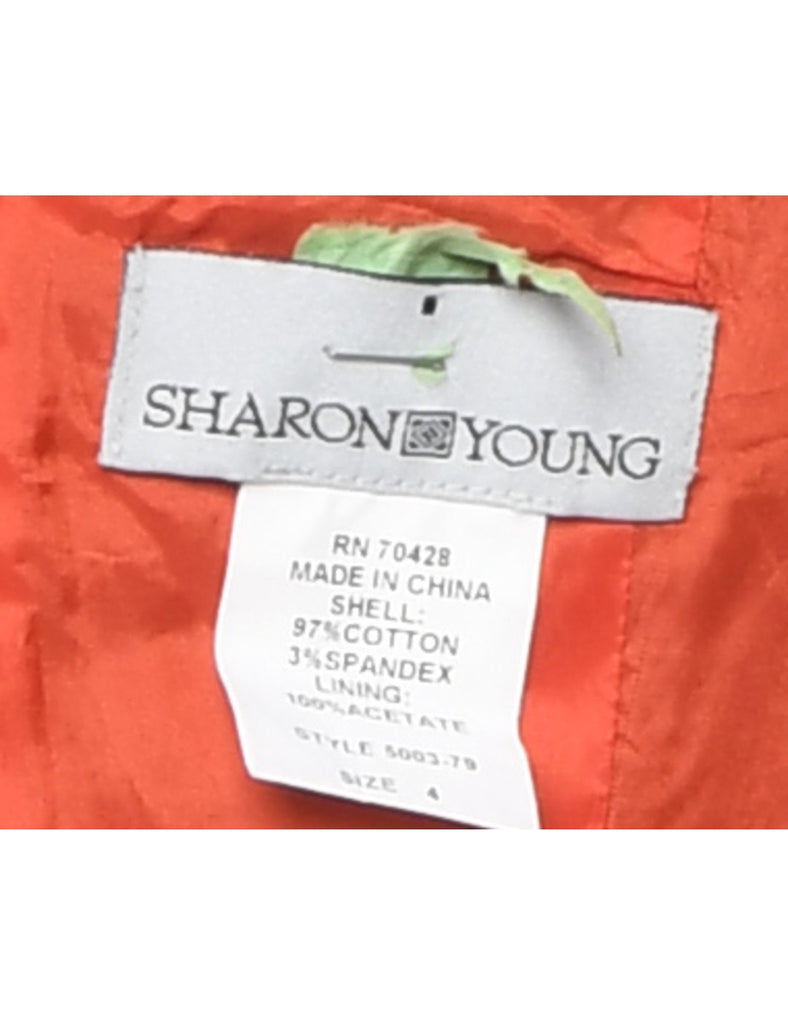 SHARON YOUNG
RN 70428
MADE IN CHINA
SHELL:
97%COTTON
3%SPANDEX
LINING:
100%ACETATE
STYLE 5003-79
SIZE 4